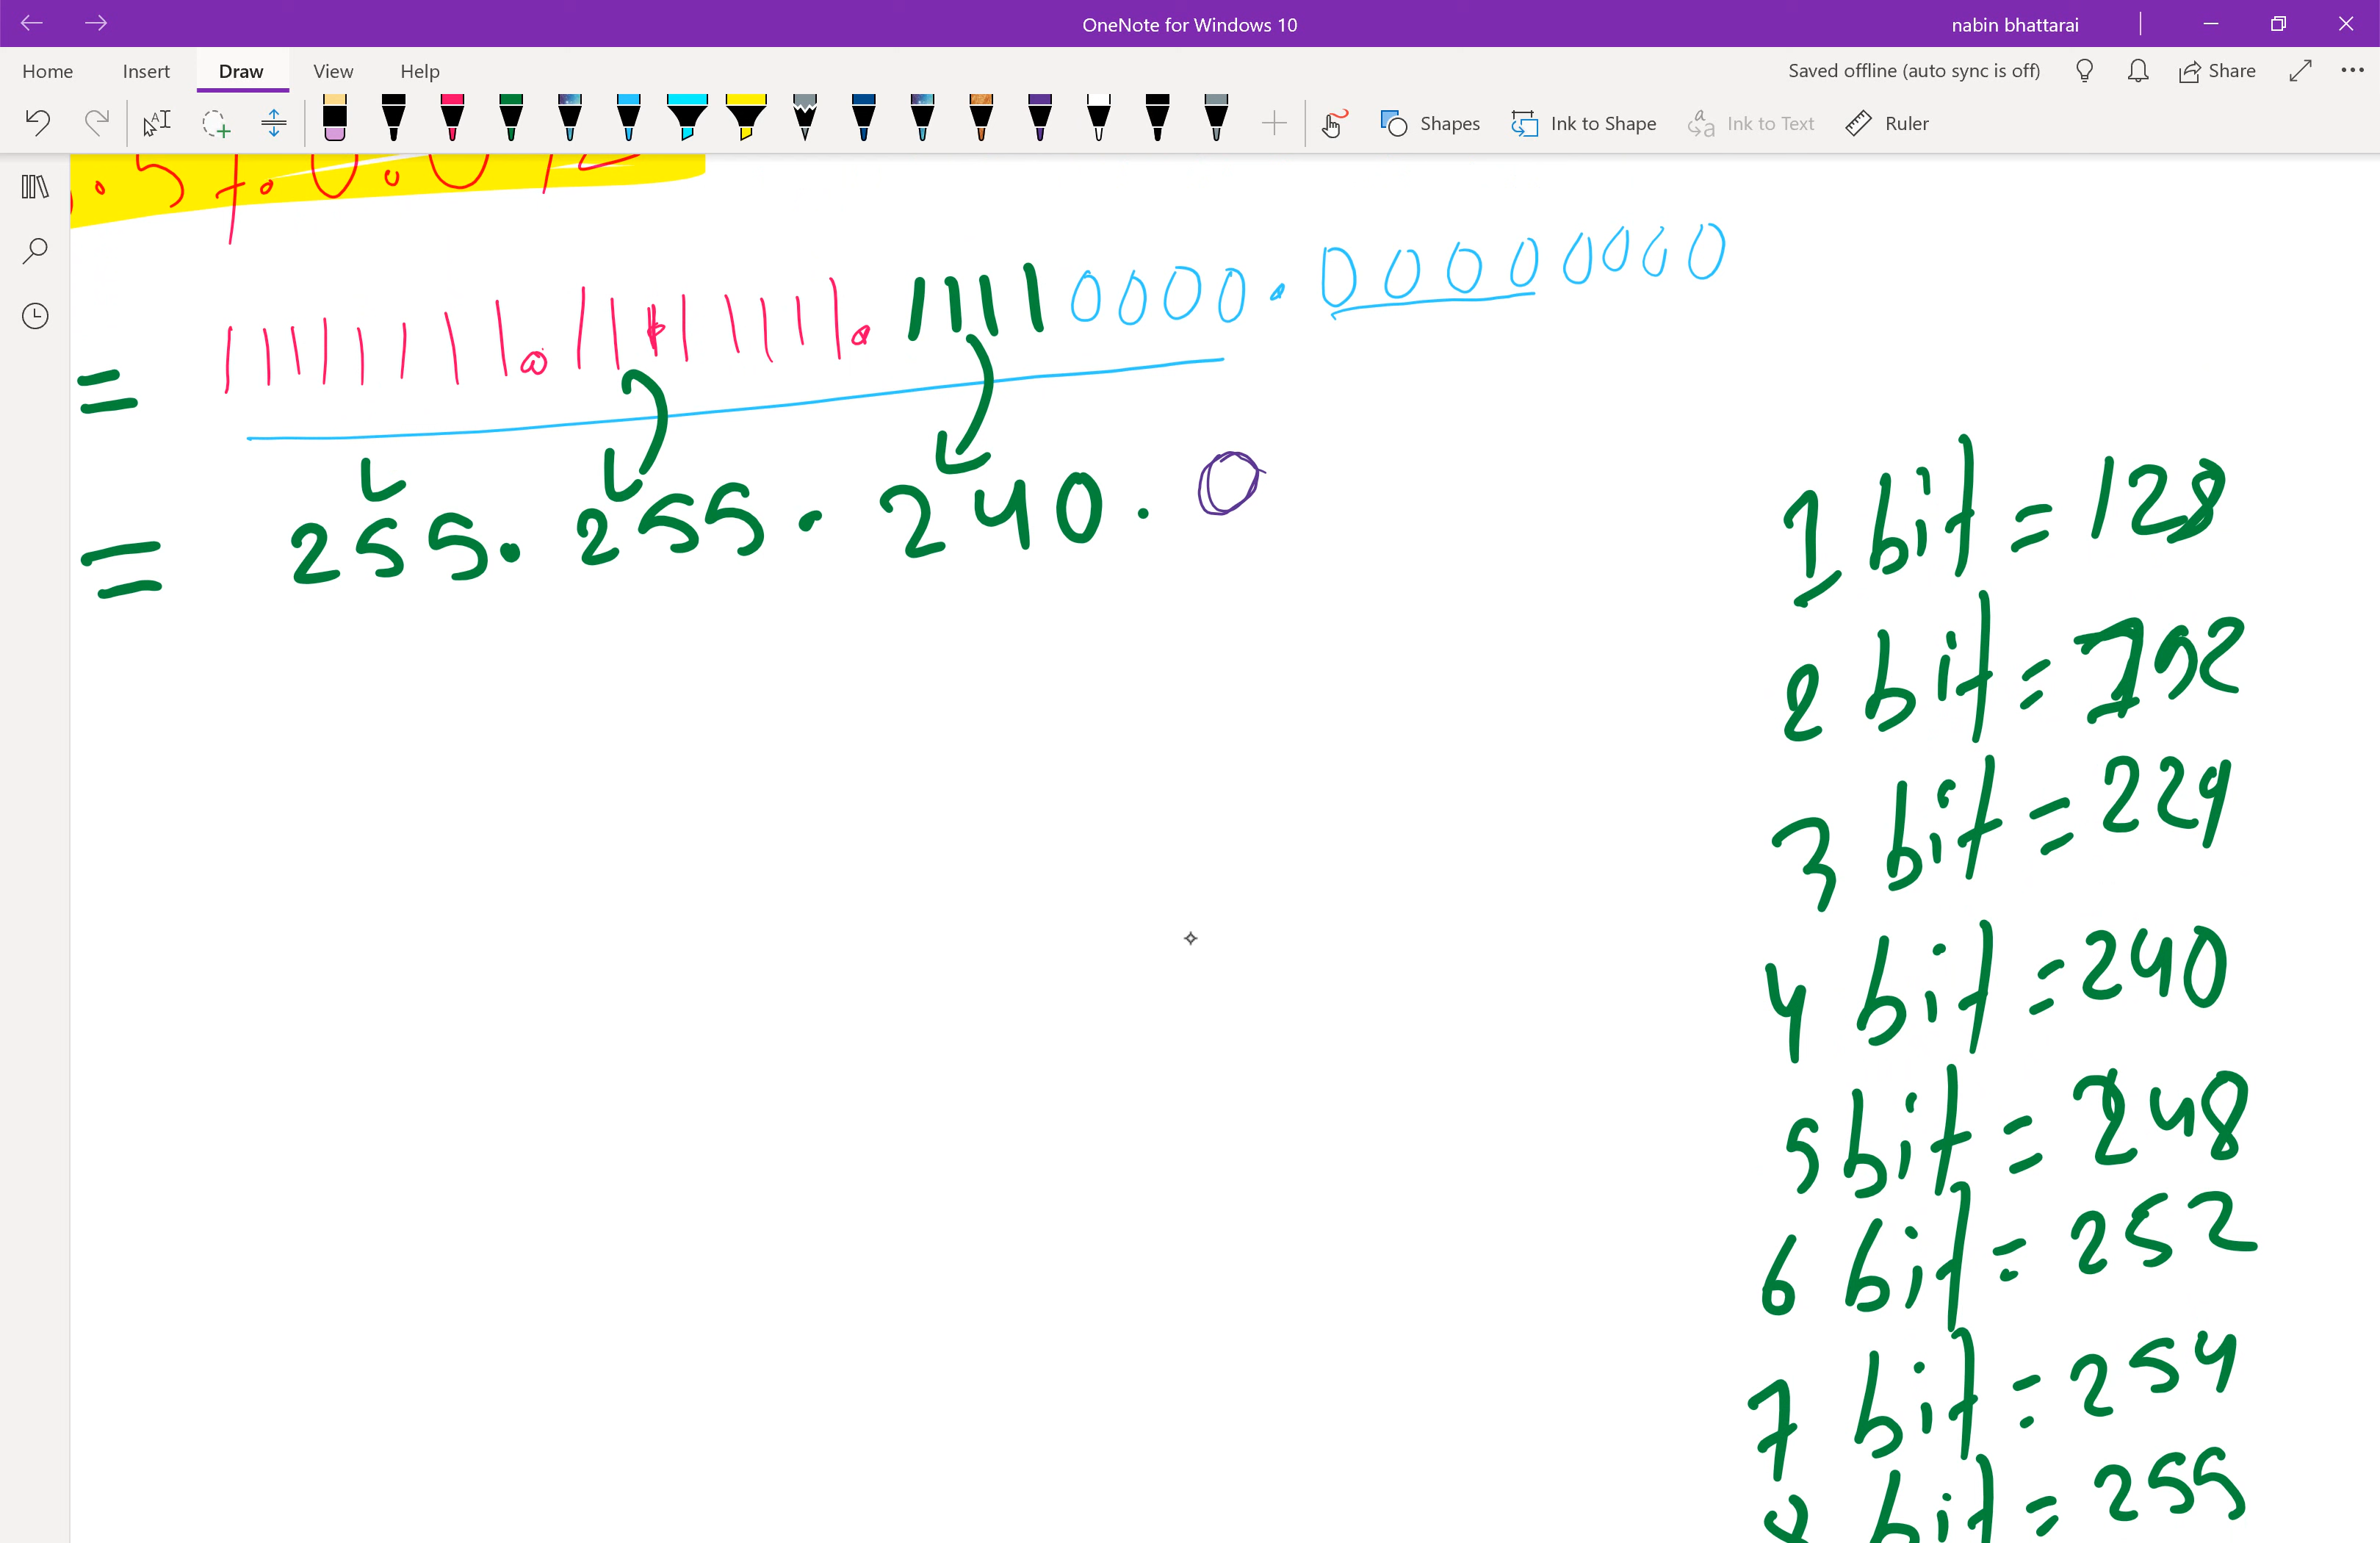 OneNote for Windows 10
nabin bhattarai
Home Insert Draw View Help
Saved offline (auto sync is off) Share
Shapes Ink to Shape Ink to Text Ruler
= 11111111.11111111.11110000.00000000
= 255.255.240.0
1 bit = 128
2 bit = 192
3 bit = 224
4 bit = 240
5 bit = 248
6 bit = 252
7 bit = 254
8 bit = 255